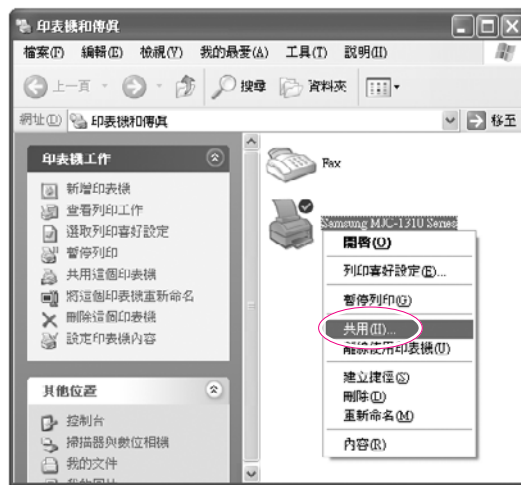 印表機和傳真
檔案(F) 編輯(E) 檢視(V) 我的最愛(A) 工具(T) 說明(H)
上一頁 搜尋 資料夾
網址(D) 印表機和傳真 移至
印表機工作
新增印表機
查看列印工作
選取列印喜好設定
暫停列印
共用這個印表機
將這個印表機重新命名
刪除這個印表機
設定印表機內容
其他位置
控制台
掃描器與數位相機
我的文件
我的圖片
Fax
Samsung MJC-1310 Series
開啟(O)
列印喜好設定(E)...
暫停列印(G)
共用(H)...
離線使用印表機(U)
建立捷徑(S)
刪除(D)
重新命名(M)
內容(R)